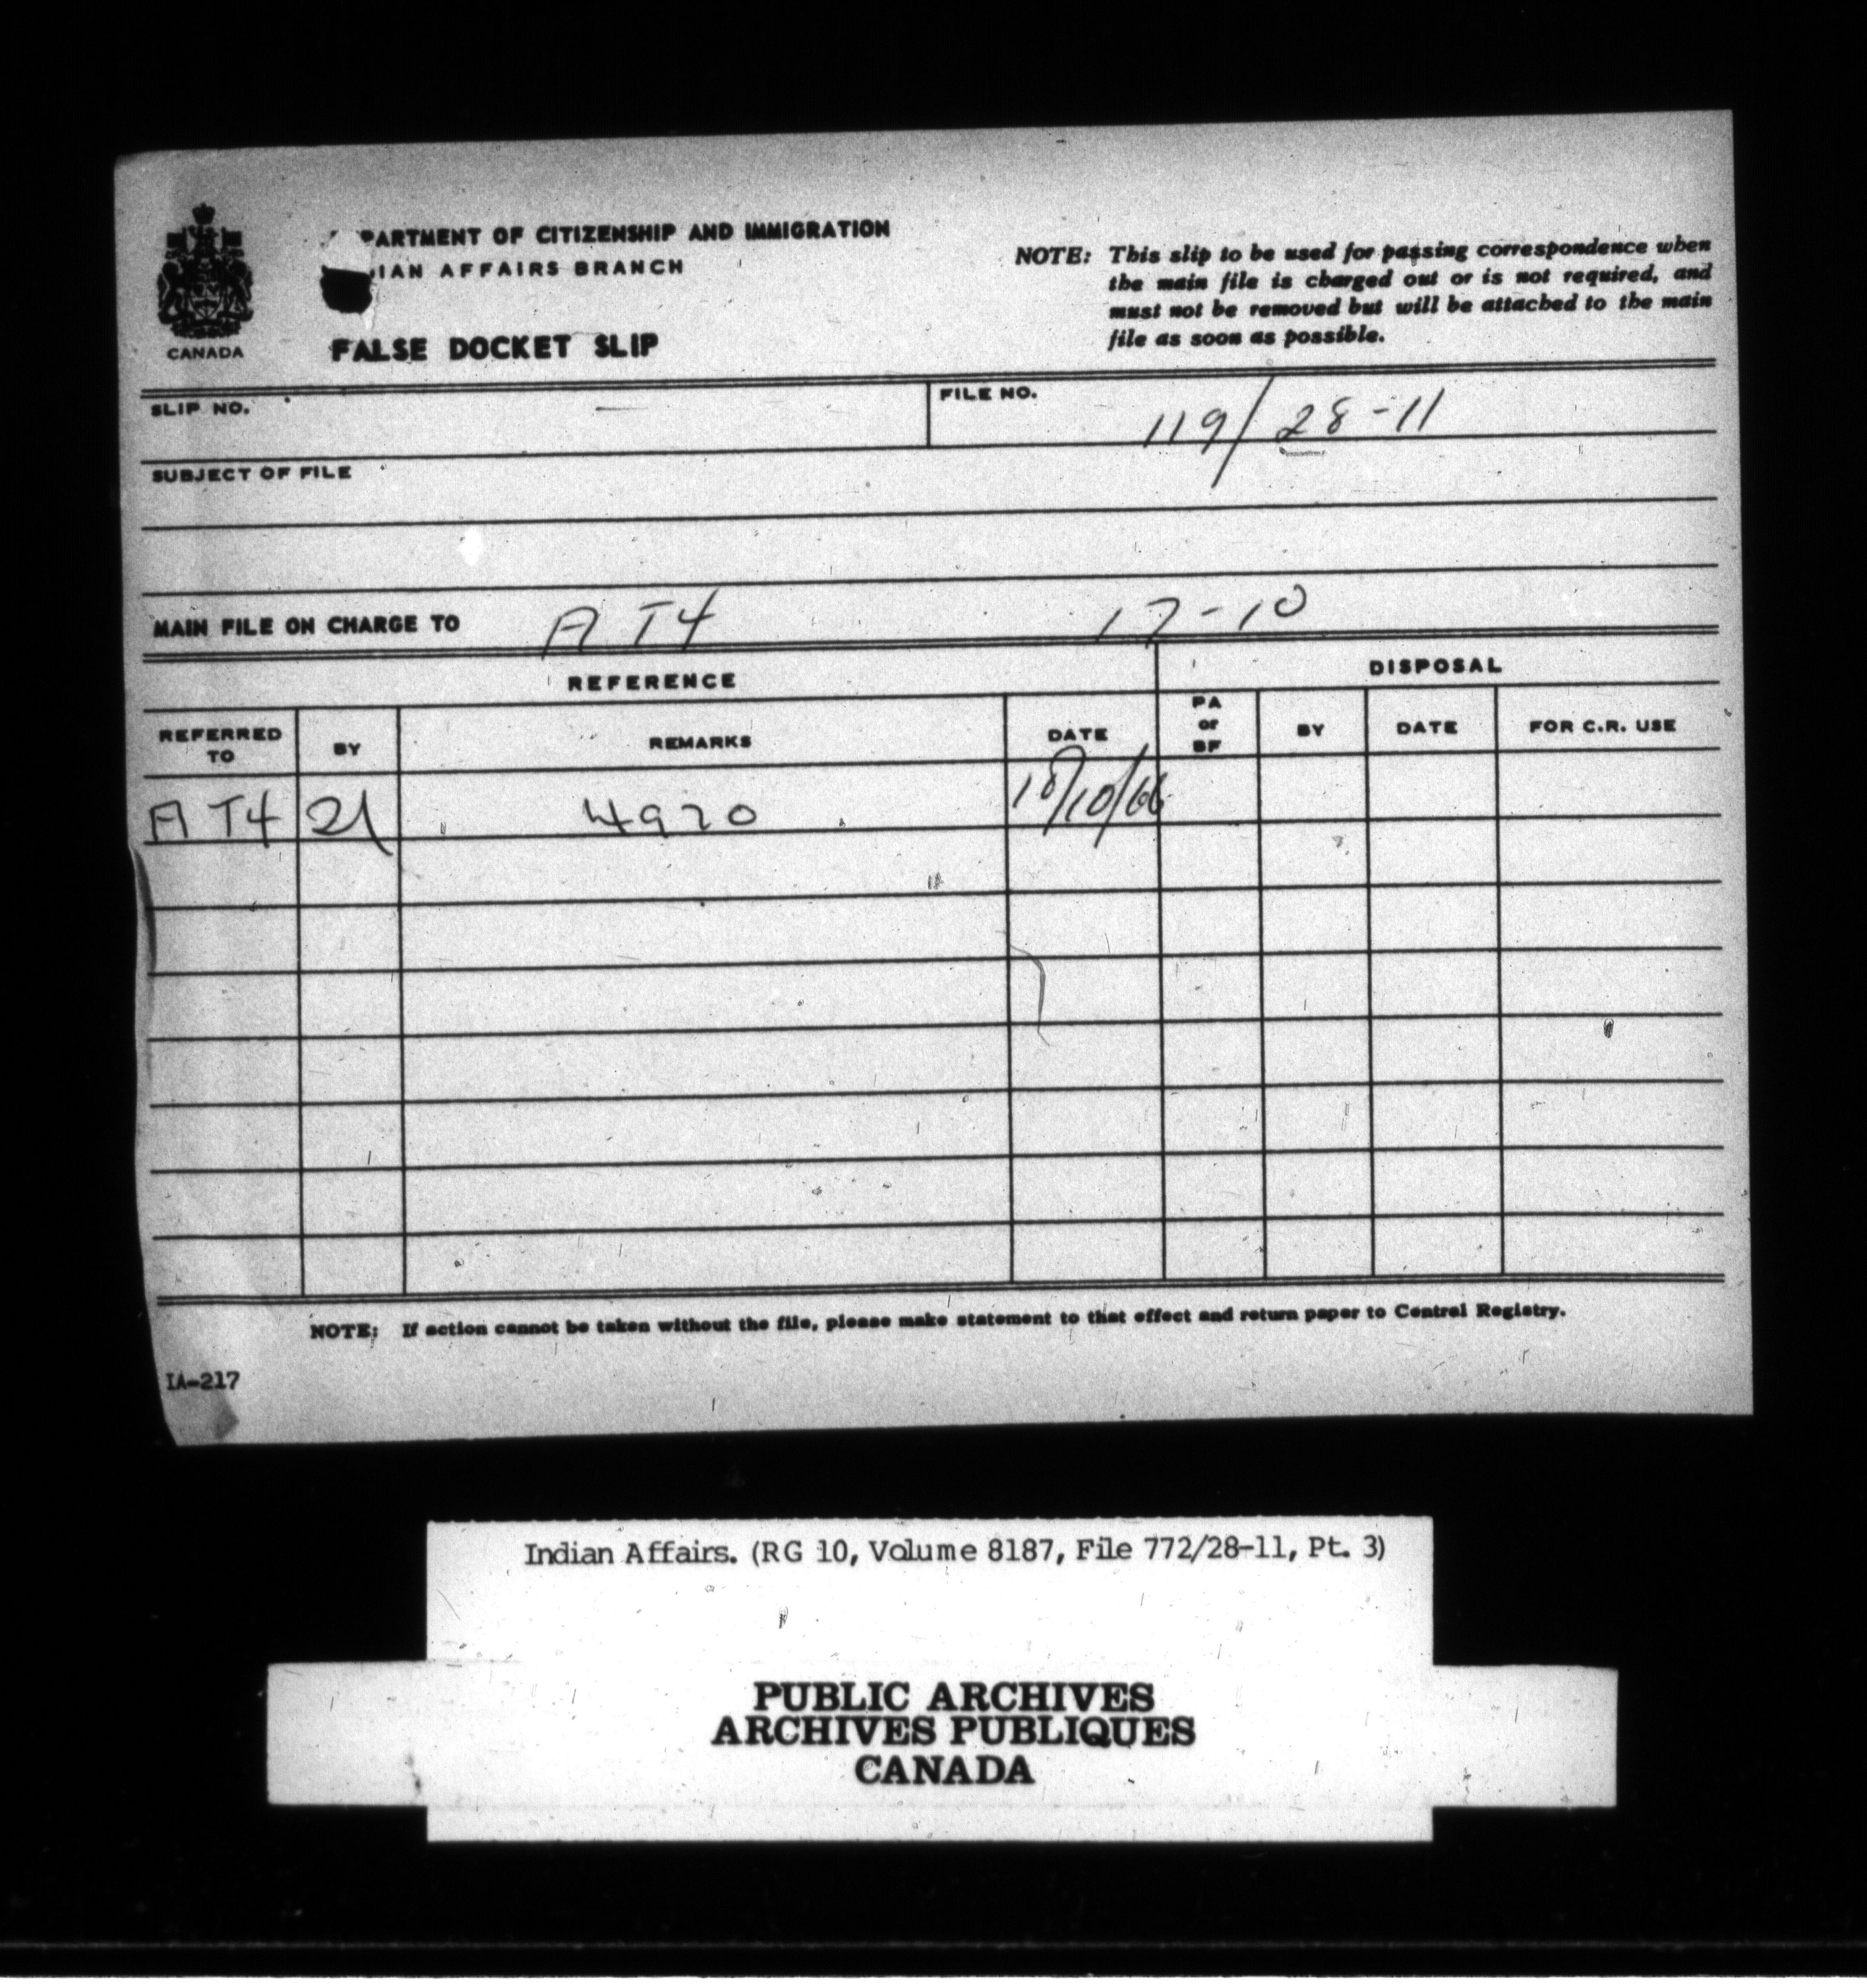 PARTMENT OF CITIZENSHIP AND IMMIGRATION
IAN AFFAIRS BRANCH
CANADA
FALSE DOCKET SLIP
NOTE: This slip to be used for passing correspondence when
the main file is charged out or is not required, and
must not be removed but will be attached to the main
file as soon as possible.
SLIP NO. —
FILE NO. 119/28-11
SUBJECT OF FILE
MAIN FILE ON CHARGE TO AT4 17-10
REFERENCE
DISPOSAL
REFERRED TO
BY
REMARKS
DATE
PA or BF
BY
DATE
FOR C.R. USE
AT4 21 4920 18/10/66
NOTE: If action cannot be taken without the file, please make statement to that effect and return paper to Central Registry.
IA-217
Indian Affairs. (RG 10, Volume 8187, File 772/28-11, Pt. 3)
PUBLIC ARCHIVES
ARCHIVES PUBLIQUES
CANADA